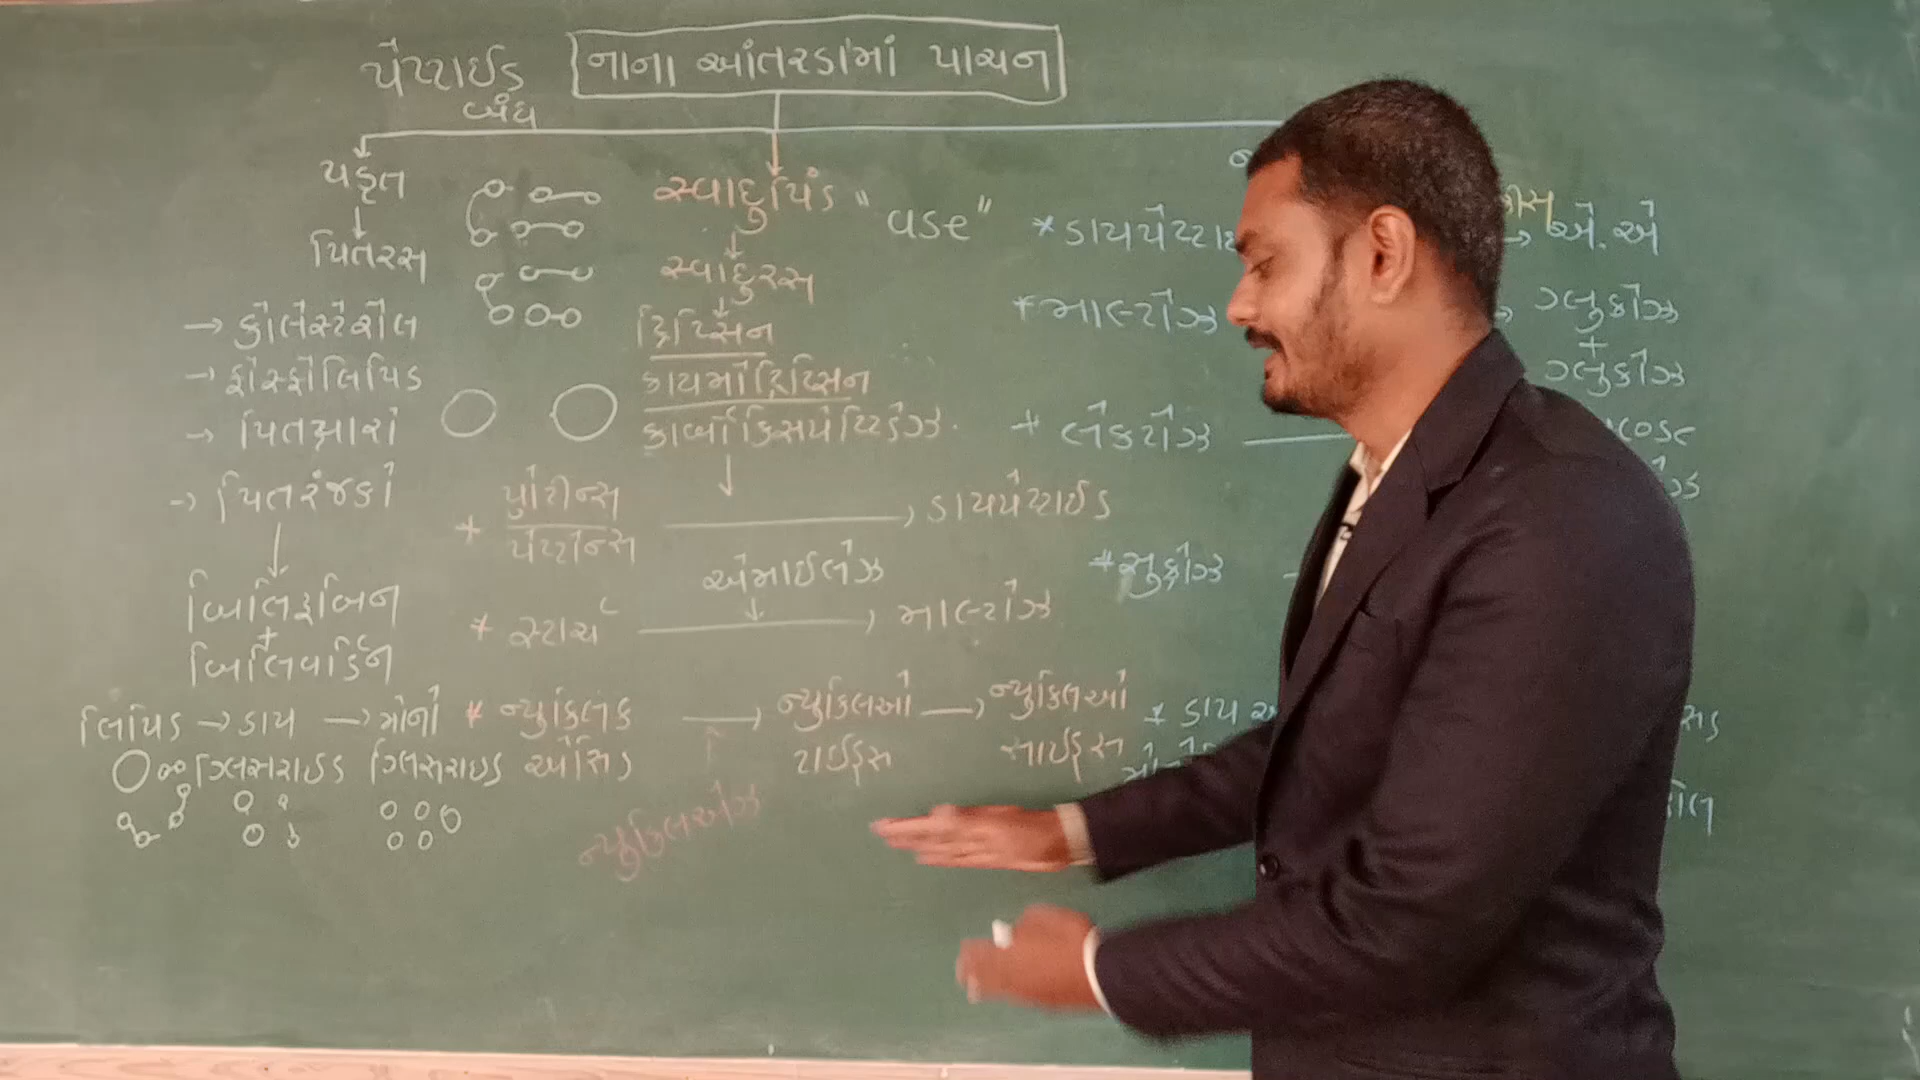 નાના આંતરડામાં પાચન
પેપ્ટાઈડ
બંધ
યકૃત
પિતરસ
→ કોલેસ્ટેરોલ
→ ફોસ્ફોલિપિડ
→ પિતક્ષારો
→ પિતરંજકો
બિલિરૂબિન
+
બિલિવર્ડિન
લિપિડ → ડાય → મોનો
ગ્લિસરાઇડ ગ્લિસરાઇડ
સ્વાદુપિંડ "આse"
સ્વાદુરસ
ટ્રિપ્સિન
કાયમોટ્રિપ્સિન
કાર્બોક્સિપેપ્ટિડેઝ
* પ્રોટીન્સ
પેપ્ટોન્સ → ડાયપેપ્ટાઈડ
એમાઈલેઝ
* સ્ટાર્ચ → માલ્ટોઝ
* ન્યુક્લિક → ન્યુક્લિઓ → ન્યુક્લિઓ
એસિડ ટાઈડ્સ સાઈડ્સ
ન્યુક્લિએઝ
* ડાયપેપ્ટા → એ.એ
* માલ્ટોઝ → ગ્લુકોઝ
+
ગ્લુકોઝ
* લેક્ટોઝ
* સુક્રોઝ
* ડાય